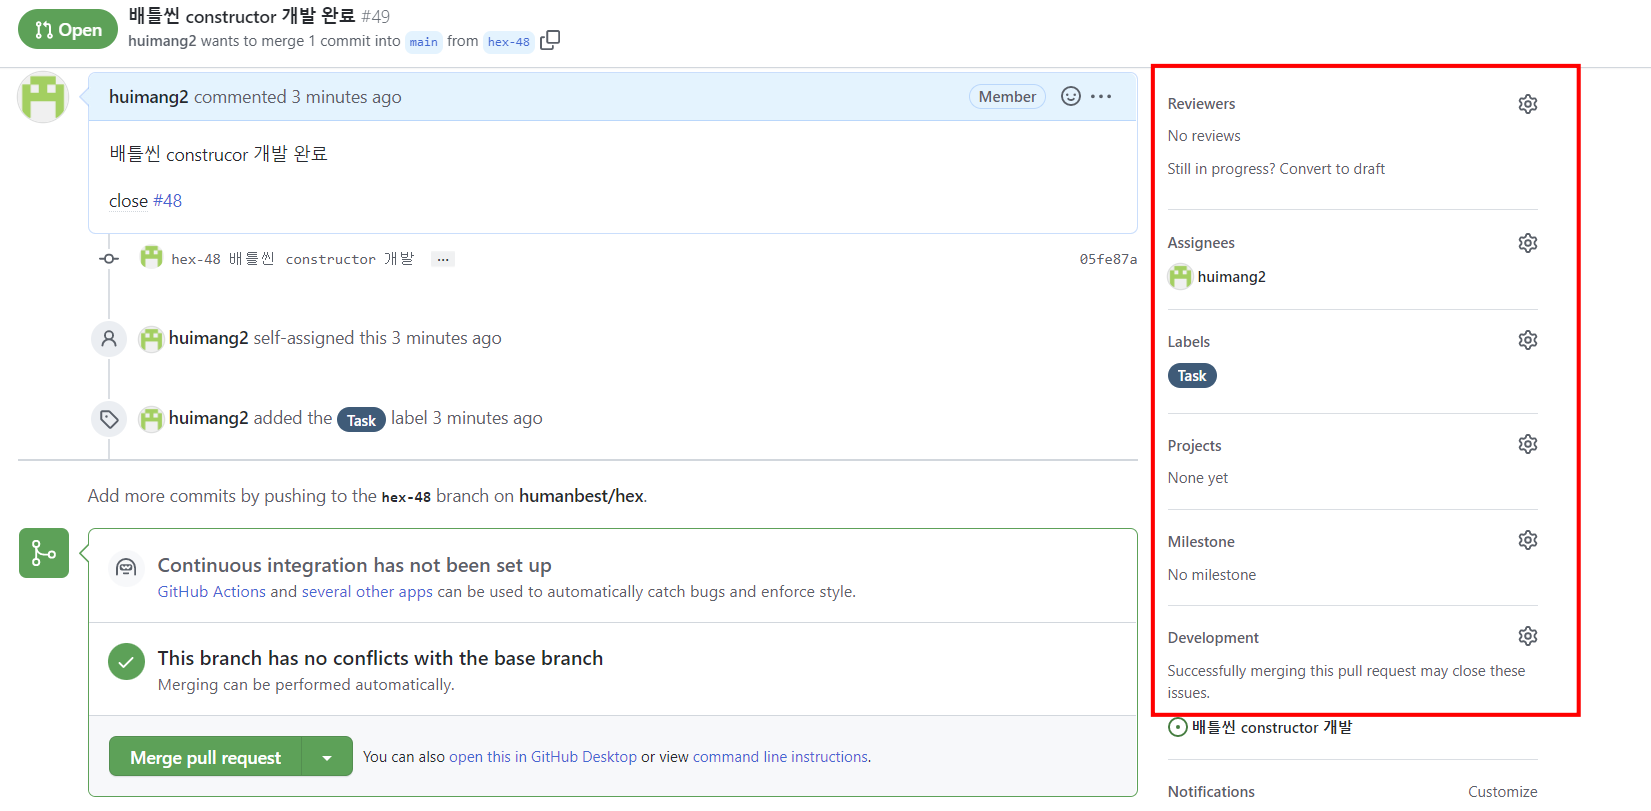 Open
배틀씬 constructor 개발 완료 #49
huimang2 wants to merge 1 commit into main from hex-48
huimang2 commented 3 minutes ago
Member
배틀씬 construcor 개발 완료
close #48
hex-48 배틀씬 constructor 개발 ...
05fe87a
huimang2 self-assigned this 3 minutes ago
huimang2 added the Task label 3 minutes ago
Add more commits by pushing to the hex-48 branch on humanbest/hex.
Continuous integration has not been set up
GitHub Actions and several other apps can be used to automatically catch bugs and enforce style.
This branch has no conflicts with the base branch
Merging can be performed automatically.
Merge pull request
You can also open this in GitHub Desktop or view command line instructions.
Reviewers
No reviews
Still in progress? Convert to draft
Assignees
huimang2
Labels
Task
Projects
None yet
Milestone
No milestone
Development
Successfully merging this pull request may close these
issues.
배틀씬 constructor 개발
Notifications
Customize